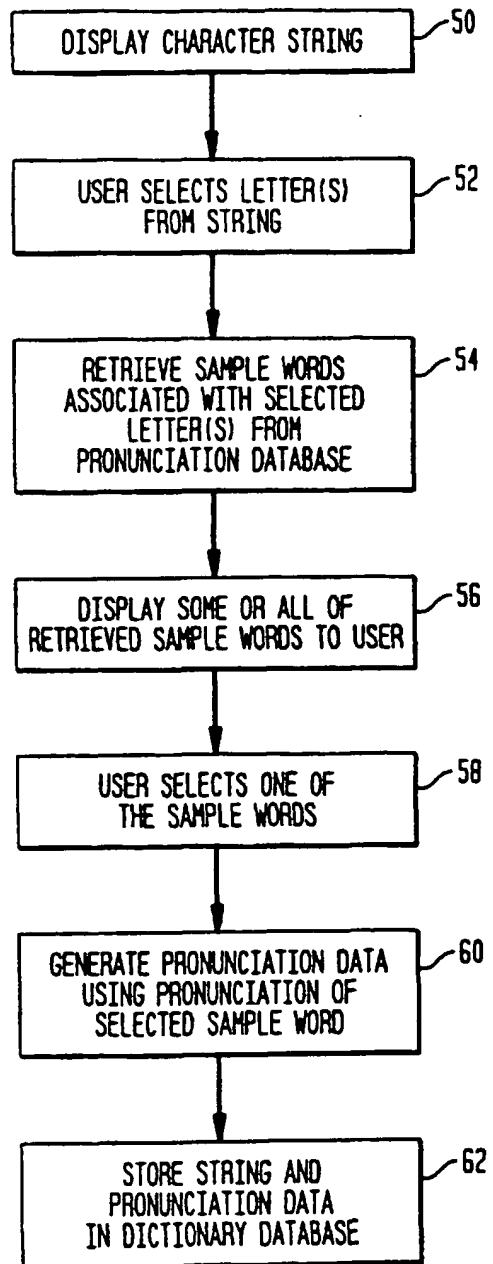 DISPLAY CHARACTER STRING
50
USER SELECTS LETTER(S)
FROM STRING
52
RETRIEVE SAMPLE WORDS
ASSOCIATED WITH SELECTED
LETTER(S) FROM
PRONUNCIATION DATABASE
54
DISPLAY SOME OR ALL OF
RETRIEVED SAMPLE WORDS TO USER
56
USER SELECTS ONE OF
THE SAMPLE WORDS
58
GENERATE PRONUNCIATION DATA
USING PRONUNCIATION OF
SELECTED SAMPLE WORD
60
STORE STRING AND
PRONUNCIATION DATA
IN DICTIONARY DATABASE
62